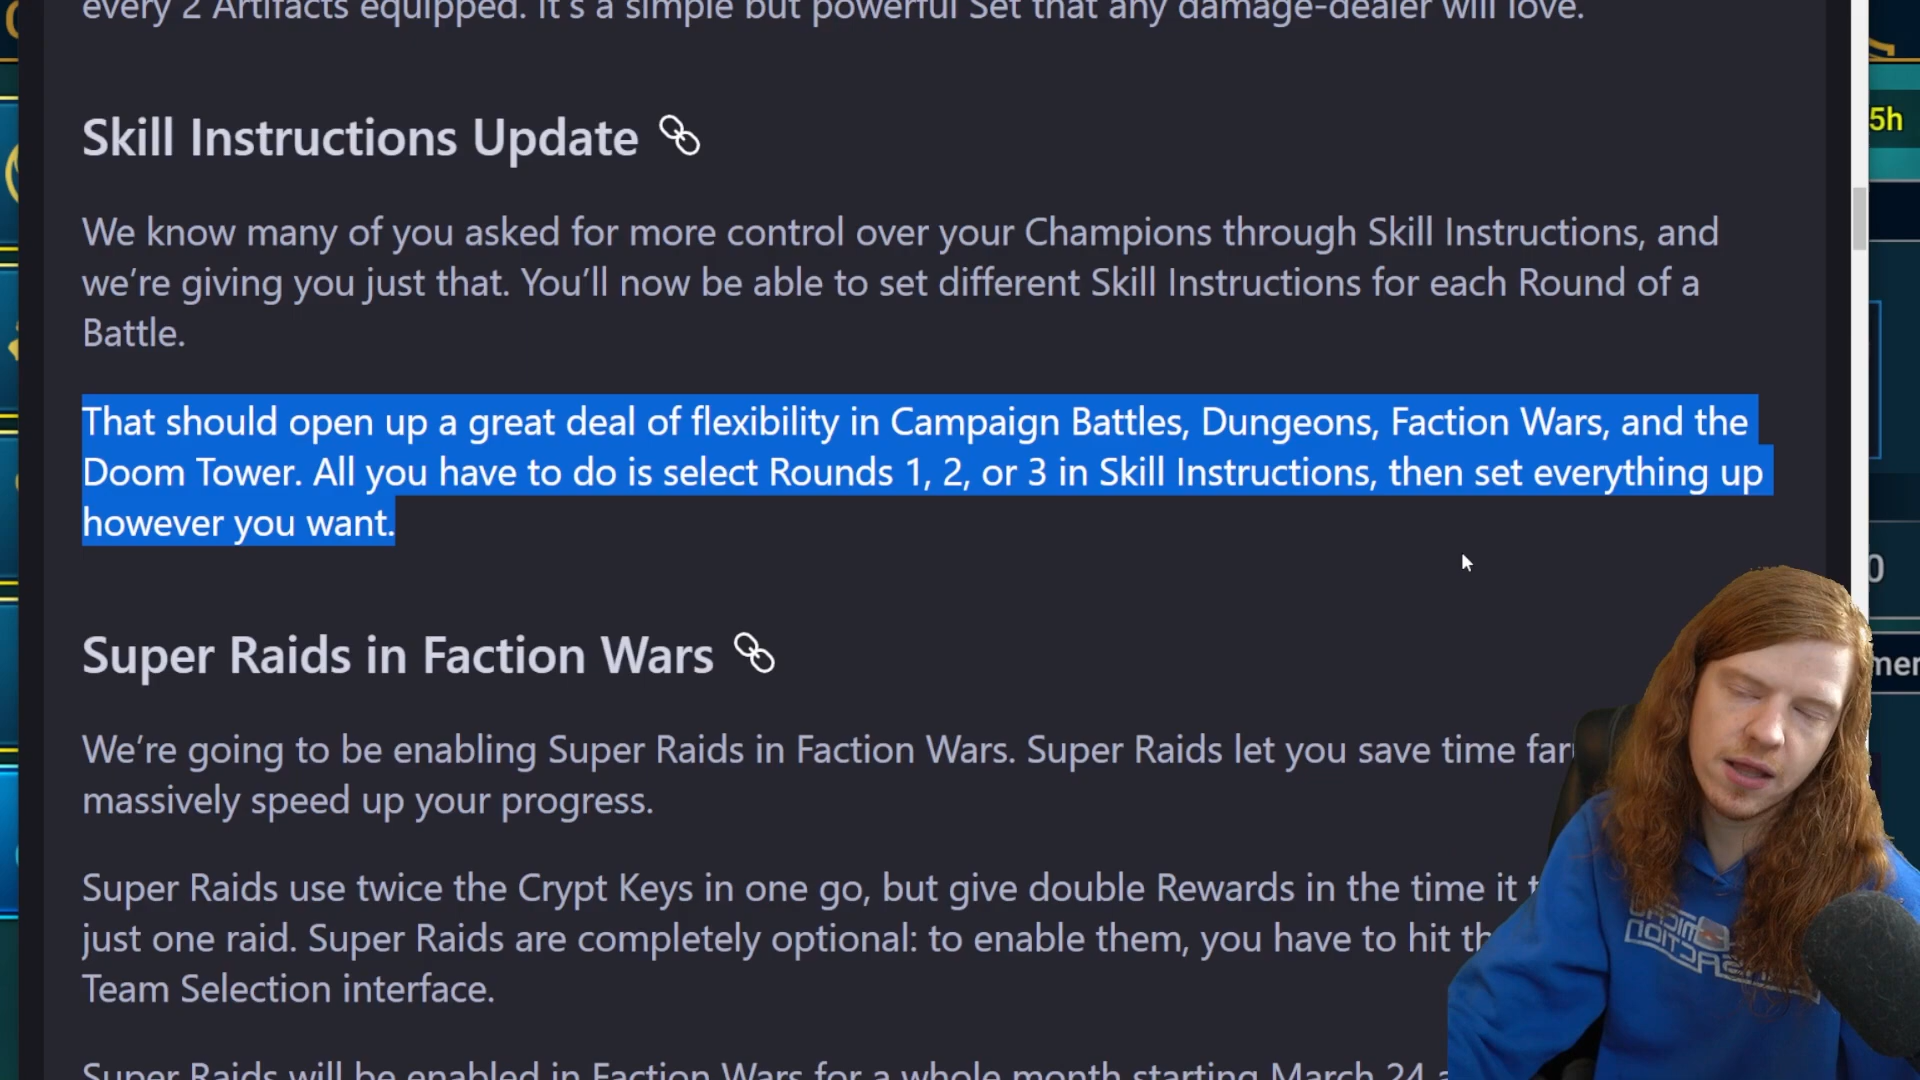 every 2 Artifacts equipped. It's a simple but powerful Set that any damage-dealer will love.
5h
Skill Instructions Update
We know many of you asked for more control over your Champions through Skill Instructions, and
we're giving you just that. You'll now be able to set different Skill Instructions for each Round of a
Battle.
That should open up a great deal of flexibility in Campaign Battles, Dungeons, Faction Wars, and the
Doom Tower. All you have to do is select Rounds 1, 2, or 3 in Skill Instructions, then set everything up
however you want.
Super Raids in Faction Wars
We're going to be enabling Super Raids in Faction Wars. Super Raids let you save time
massively speed up your progress.
Super Raids use twice the Crypt Keys in one go, but give double Rewards in the time it
just one raid. Super Raids are completely optional: to enable them, you have to hit
Team Selection interface.
Super Raids will be enabled in Faction Wars for a whole month starting March 24